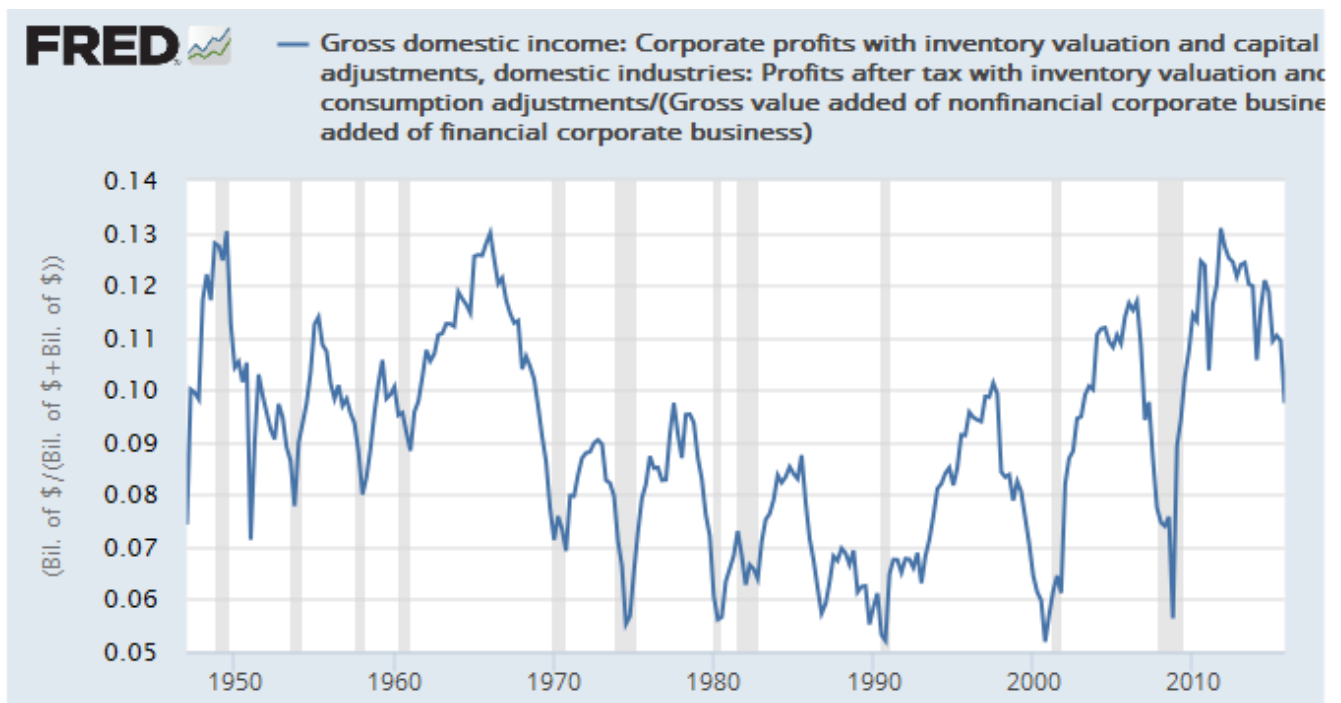 FRED
— Gross domestic income: Corporate profits with inventory valuation and capital
adjustments, domestic industries: Profits after tax with inventory valuation and
consumption adjustments/(Gross value added of nonfinancial corporate busine
added of financial corporate business)
(Bil. of $/(Bil. of $+Bil. of $))
0.14
0.13
0.12
0.11
0.10
0.09
0.08
0.07
0.06
0.05
1950 1960 1970 1980 1990 2000 2010